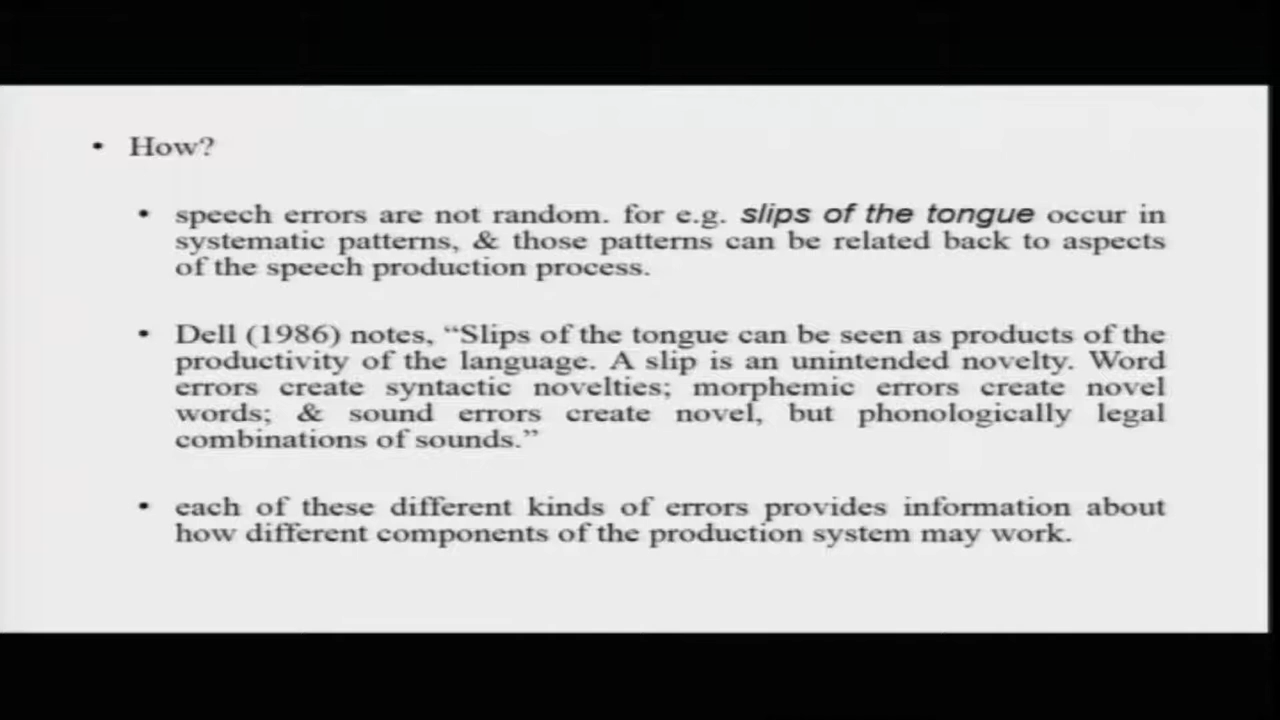 • How?
• speech errors are not random. for e.g. slips of the tongue occur in
systematic patterns, & those patterns can be related back to aspects
of the speech production process.
• Dell (1986) notes, “Slips of the tongue can be seen as products of the
productivity of the language. A slip is an unintended novelty. Word
errors create syntactic novelties; morphemic errors create novel
words; & sound errors create novel, but phonologically legal
combinations of sounds.”
• each of these different kinds of errors provides information about
how different components of the production system may work.